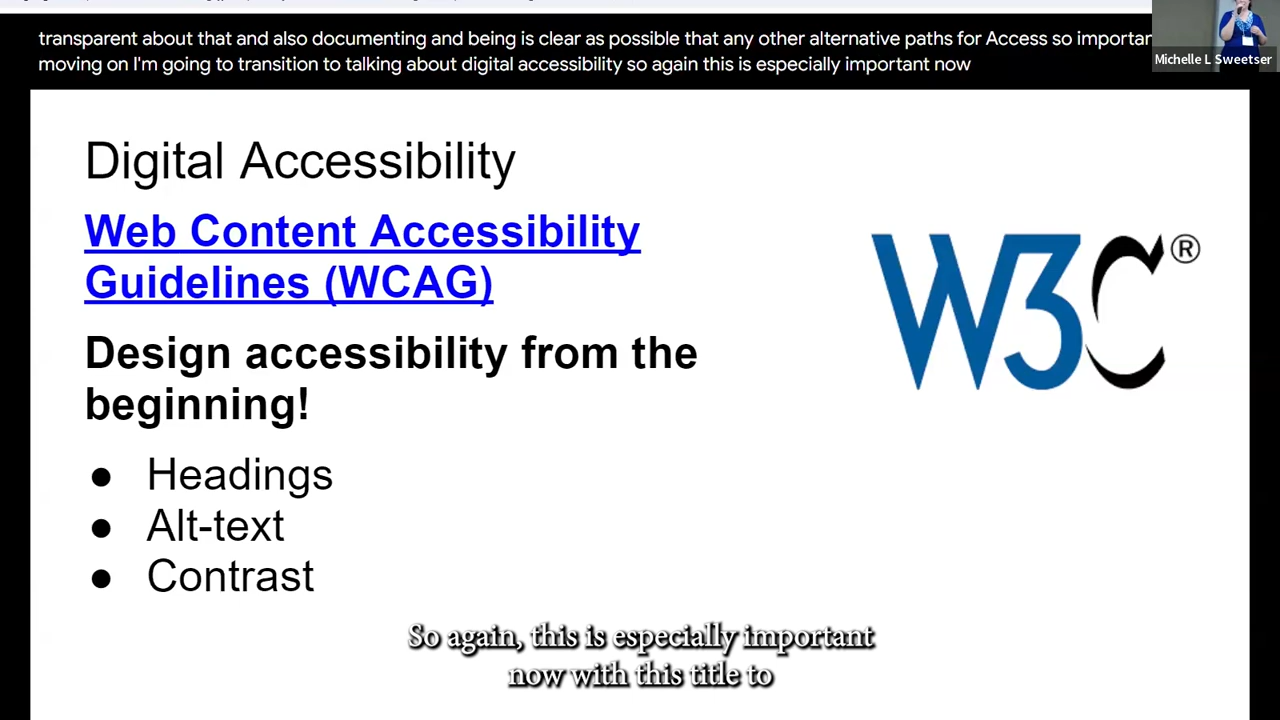 transparent about that and also documenting and being is clear as possible that any other alternative paths for Access so importan
moving on I'm going to transition to talking about digital accessibility so again this is especially important now
Michelle L Sweetser
Digital Accessibility
Web Content Accessibility
Guidelines (WCAG)
W3C®
Design accessibility from the
beginning!
● Headings
● Alt-text
● Contrast
So again, this is especially important
now with this title to